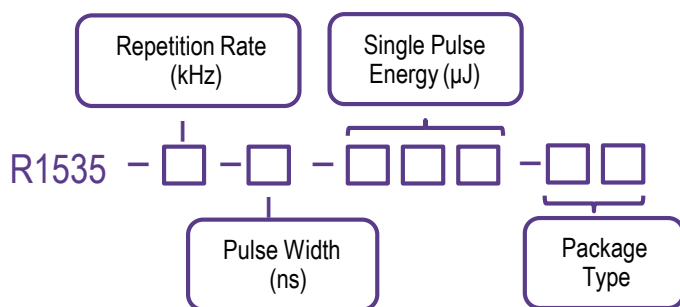 Repetition Rate
(kHz)
Single Pulse
Energy (µJ)
R1535 – □ – □ – □□□ – □□
Pulse Width
(ns)
Package
Type